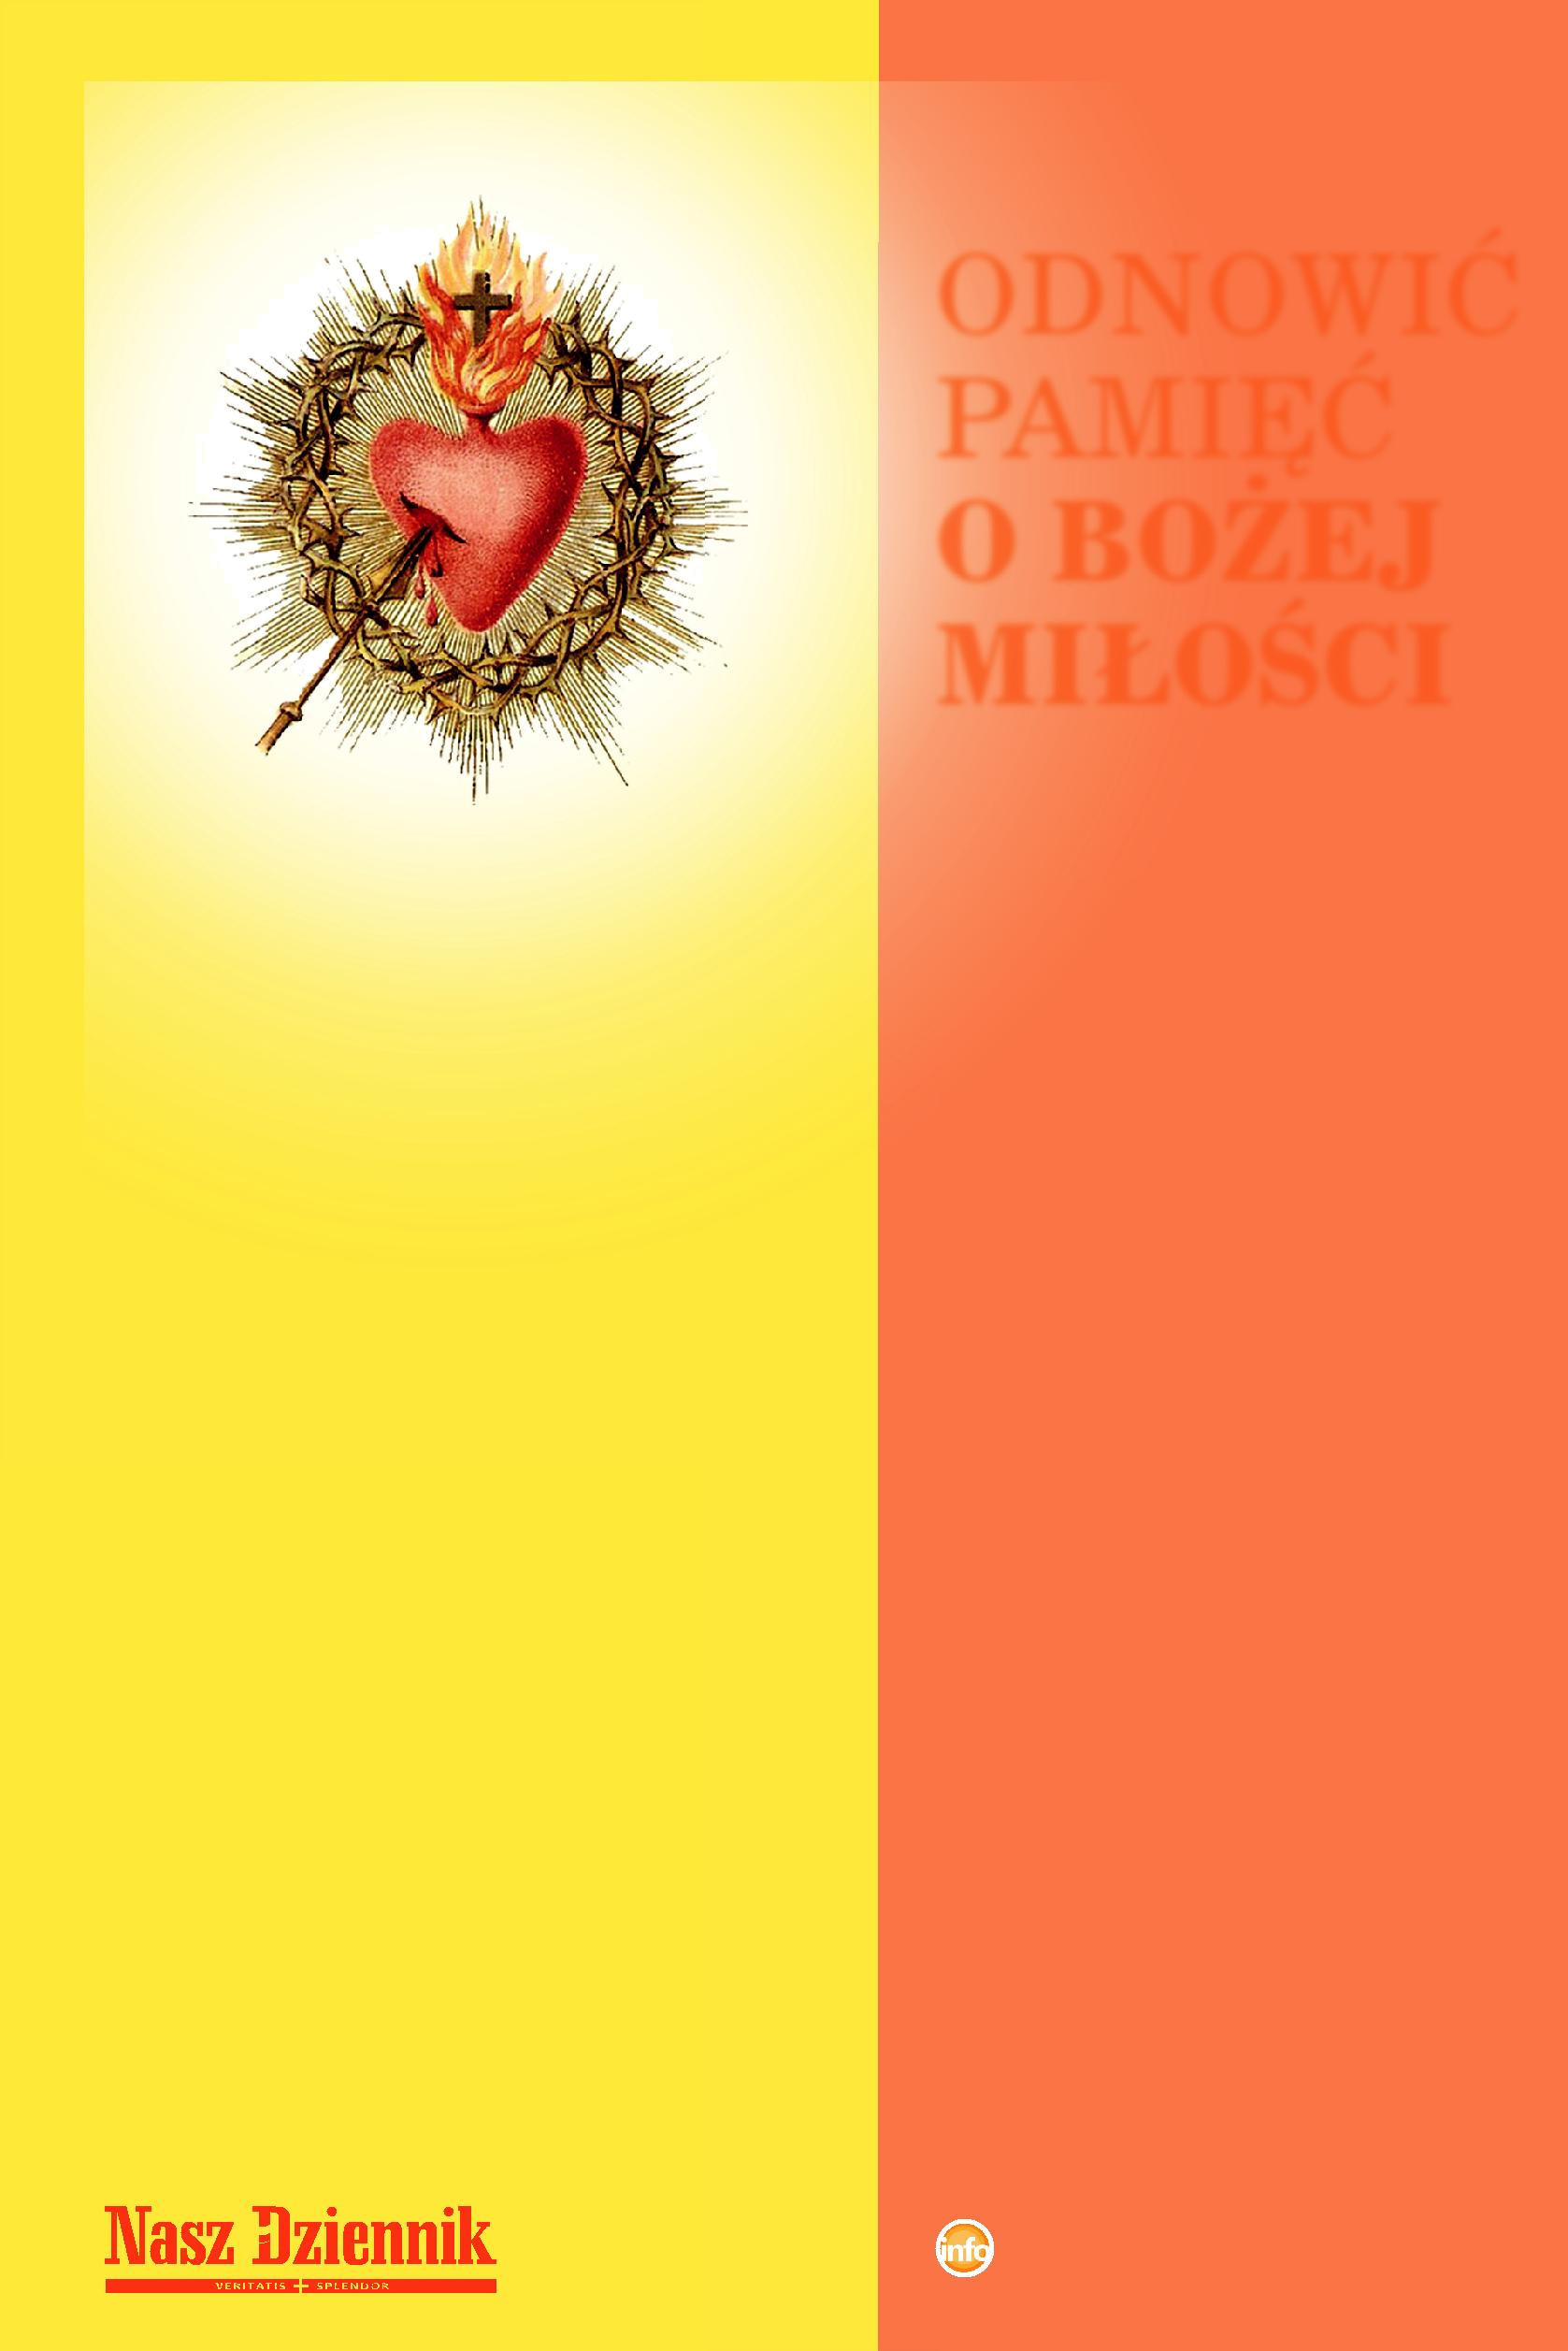 ODNOWIĆ
PAMIĘĆ
O BOŻEJ
MIŁOŚCI
Nasz Dziennik
VERITATIS + SPLENDOR
info